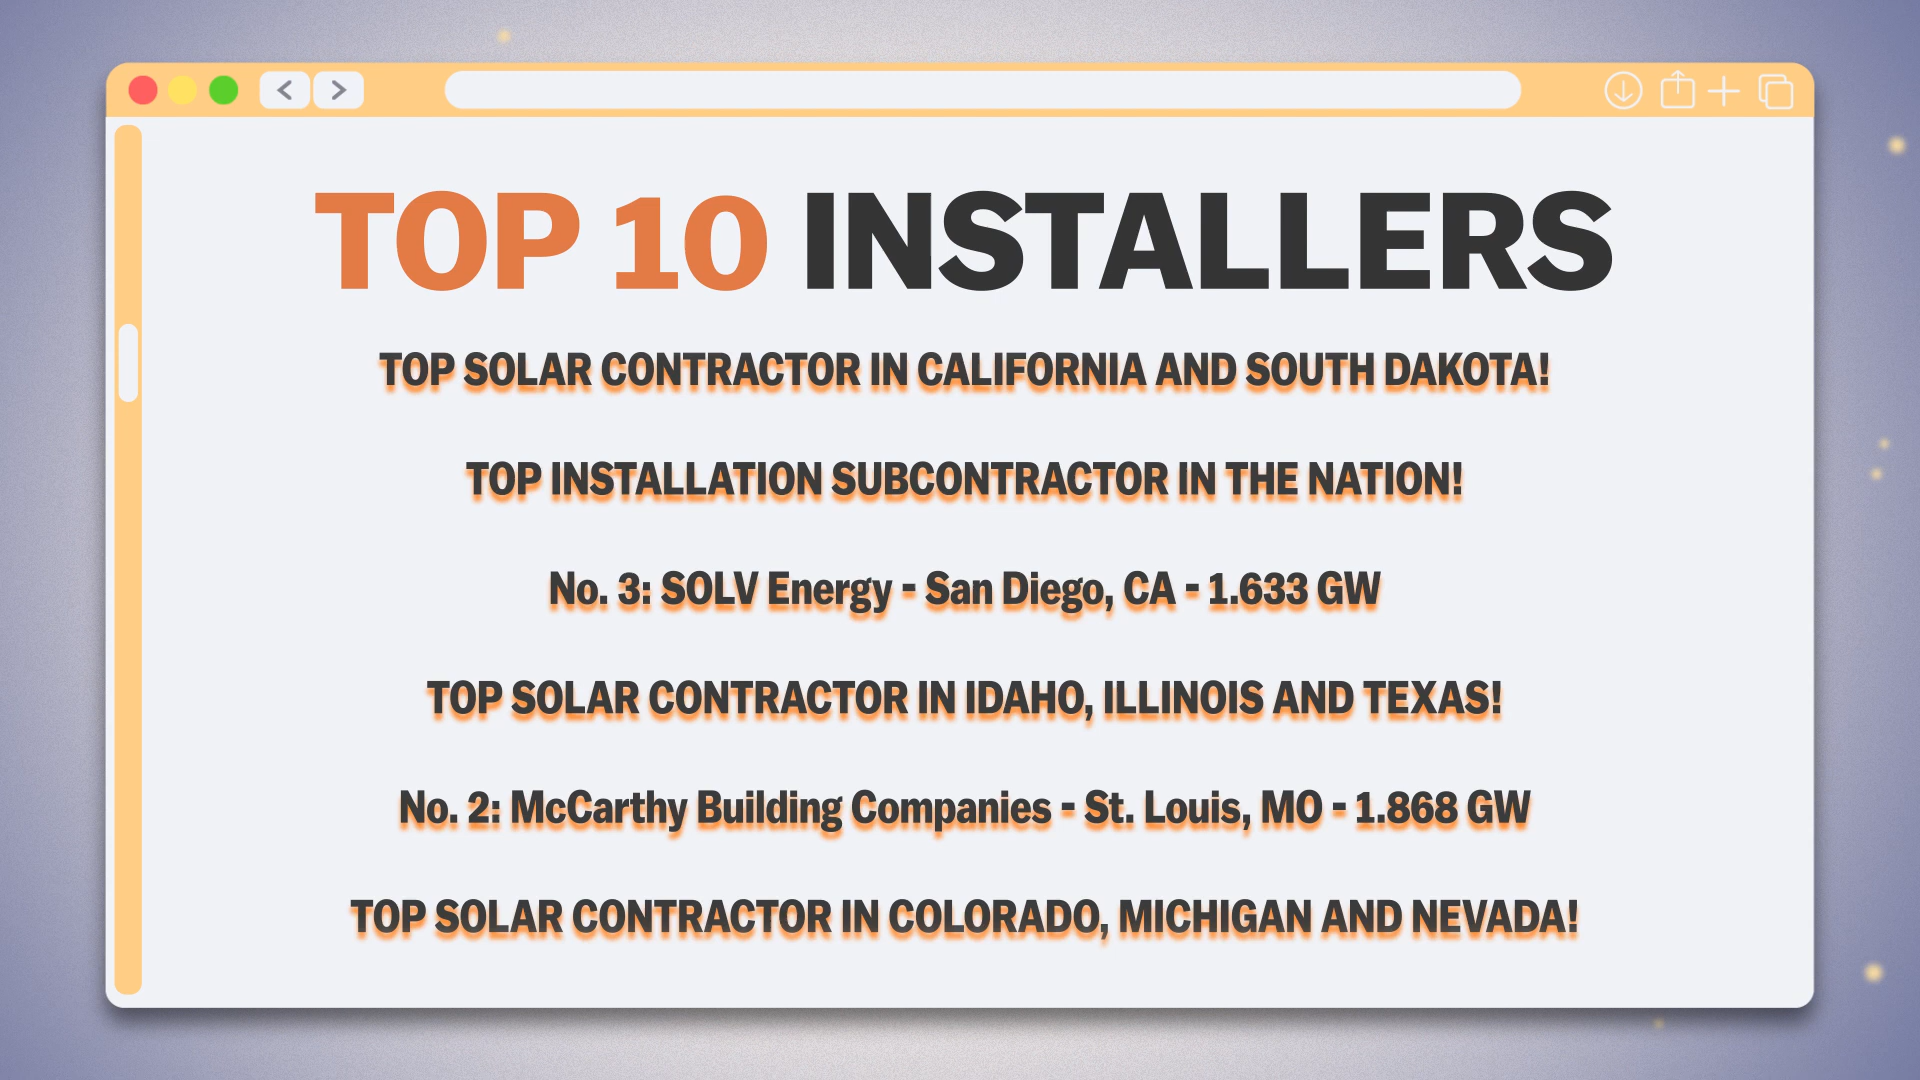 TOP 10 INSTALLERS
TOP SOLAR CONTRACTOR IN CALIFORNIA AND SOUTH DAKOTA!
TOP INSTALLATION SUBCONTRACTOR IN THE NATION!
No. 3: SOLV Energy - San Diego, CA - 1.633 GW
TOP SOLAR CONTRACTOR IN IDAHO, ILLINOIS AND TEXAS!
No. 2: McCarthy Building Companies - St. Louis, MO - 1.868 GW
TOP SOLAR CONTRACTOR IN COLORADO, MICHIGAN AND NEVADA!